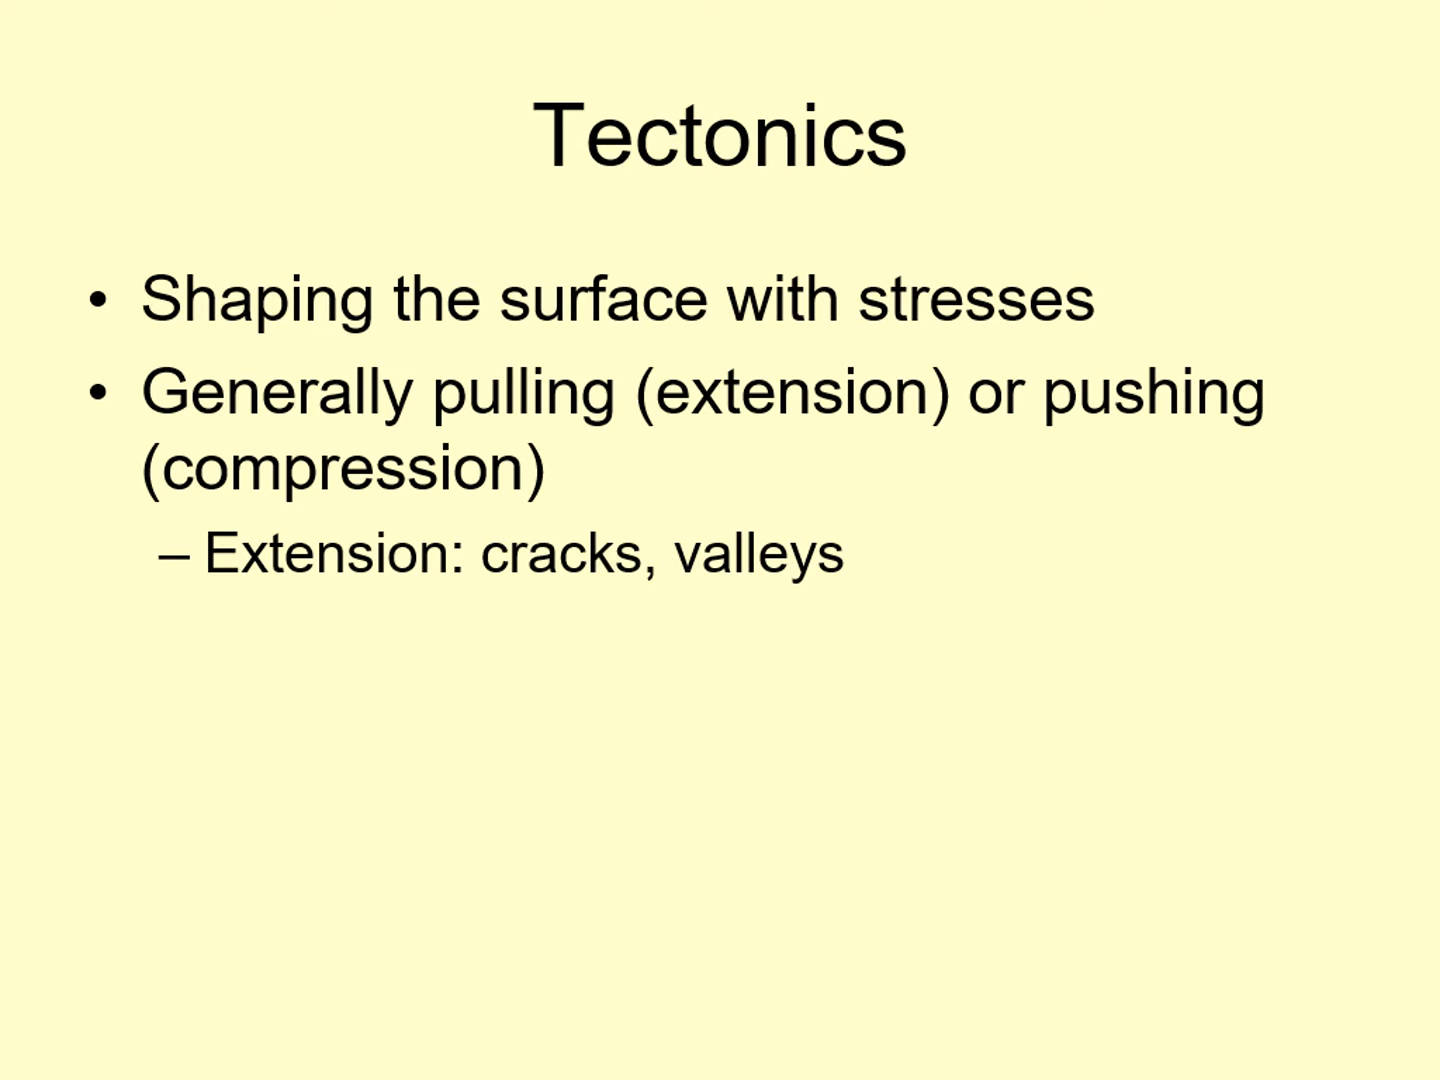 Tectonics
• Shaping the surface with stresses
• Generally pulling (extension) or pushing
(compression)
– Extension: cracks, valleys